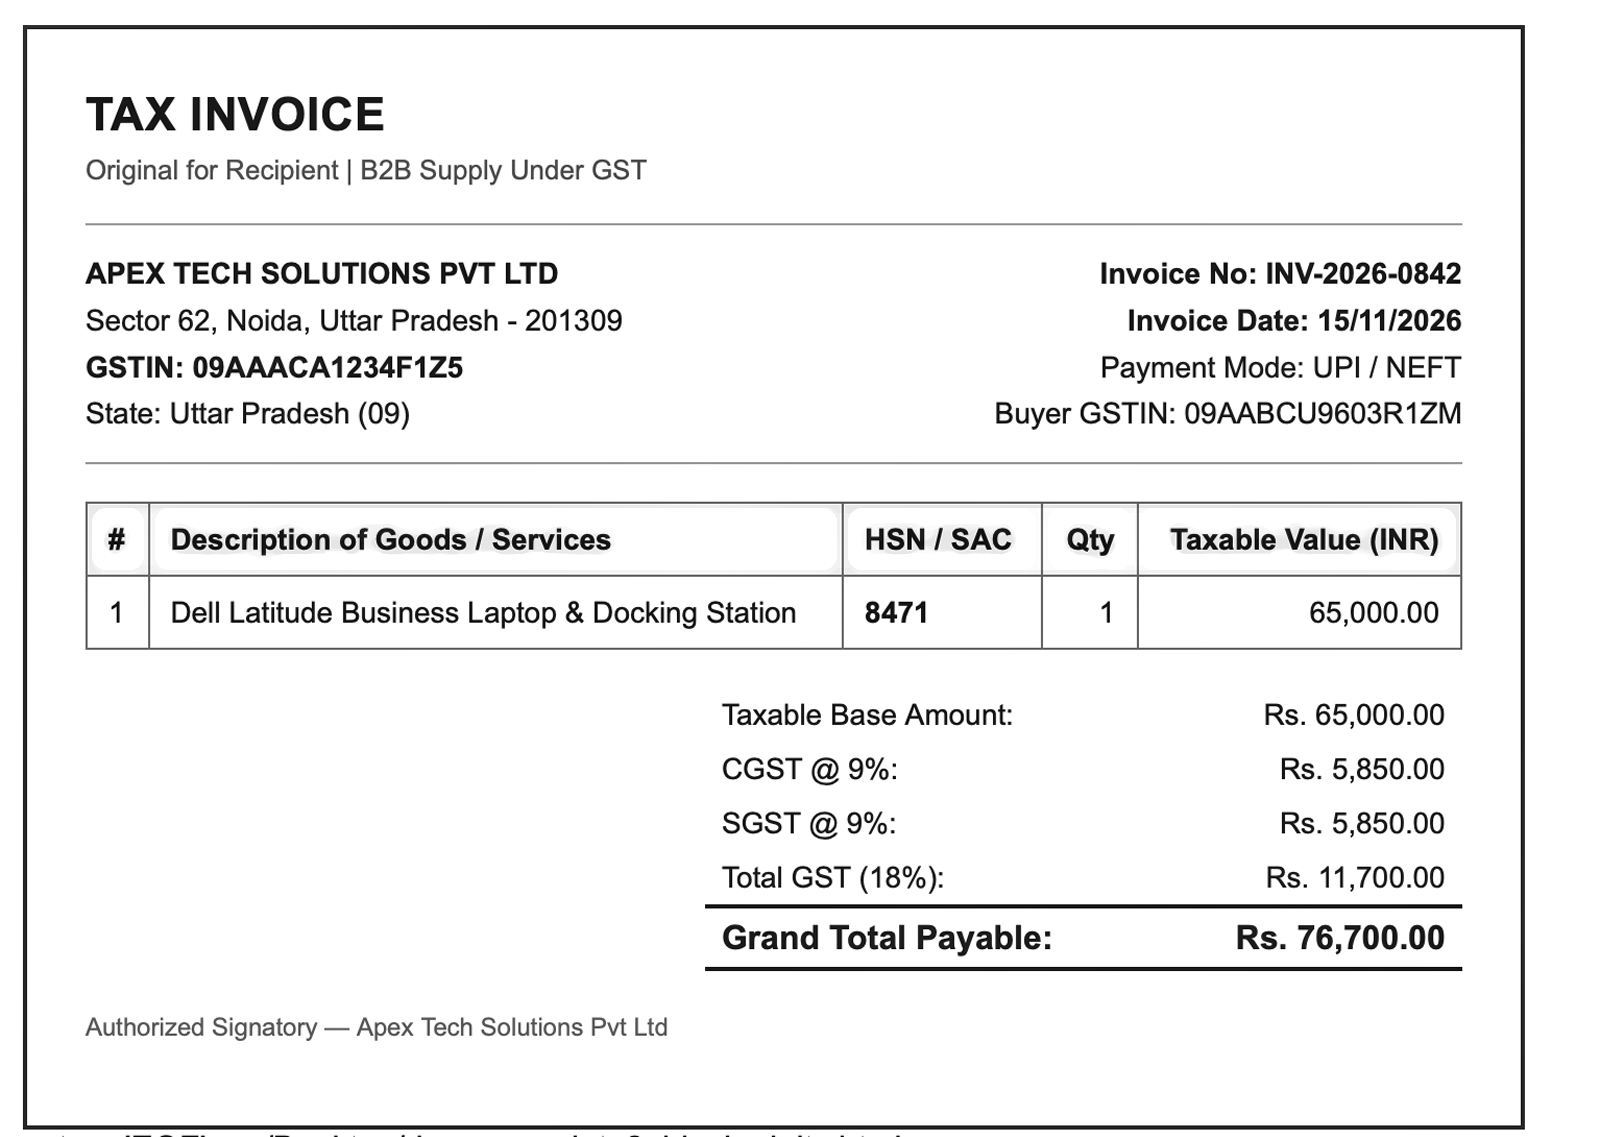 TAX INVOICE
Original for Recipient | B2B Supply Under GST
APEX TECH SOLUTIONS PVT LTD
Sector 62, Noida, Uttar Pradesh - 201309
GSTIN: 09AAACA1234F1Z5
State: Uttar Pradesh (09)
Invoice No: INV-2026-0842
Invoice Date: 15/11/2026
Payment Mode: UPI / NEFT
Buyer GSTIN: 09AABCU9603R1ZM
# Description of Goods / Services HSN / SAC Qty Taxable Value (INR)
1 Dell Latitude Business Laptop & Docking Station 8471 1 65,000.00
Taxable Base Amount: Rs. 65,000.00
CGST @ 9%: Rs. 5,850.00
SGST @ 9%: Rs. 5,850.00
Total GST (18%): Rs. 11,700.00
Grand Total Payable: Rs. 76,700.00
Authorized Signatory — Apex Tech Solutions Pvt Ltd